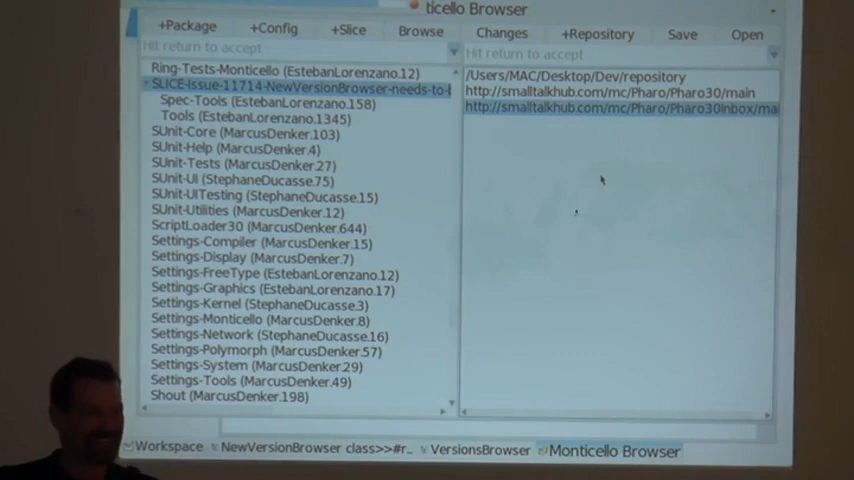 ticello Browser
+Package +Config +Slice Browse Changes +Repository Save Open
Hit return to accept
Hit return to accept
Ring-Tests-Monticello (EstebanLorenzano.12)
SLICE-Issue-11714-NewVersionBrowser-needs-to-
Spec-Tools (EstebanLorenzano.158)
Tools (EstebanLorenzano.1345)
SUnit-Core (MarcusDenker.103)
SUnit-Help (MarcusDenker.4)
SUnit-Tests (MarcusDenker.27)
SUnit-UI (StephaneDucasse.75)
SUnit-UITesting (StephaneDucasse.15)
SUnit-Utilities (MarcusDenker.12)
ScriptLoader30 (MarcusDenker.644)
Settings-Compiler (MarcusDenker.15)
Settings-Display (MarcusDenker.7)
Settings-FreeType (EstebanLorenzano.12)
Settings-Graphics (EstebanLorenzano.17)
Settings-Kernel (StephaneDucasse.3)
Settings-Monticello (MarcusDenker.8)
Settings-Network (StephaneDucasse.16)
Settings-Polymorph (MarcusDenker.57)
Settings-System (MarcusDenker.29)
Settings-Tools (MarcusDenker.49)
Shout (MarcusDenker.198)
/Users/MAC/Desktop/Dev/repository
http://smalltalkhub.com/mc/Pharo/Pharo30/main
http://smalltalkhub.com/mc/Pharo/Pharo30Inbox/ma
Workspace NewVersionBrowser class>>#r... VersionsBrowser Monticello Browser